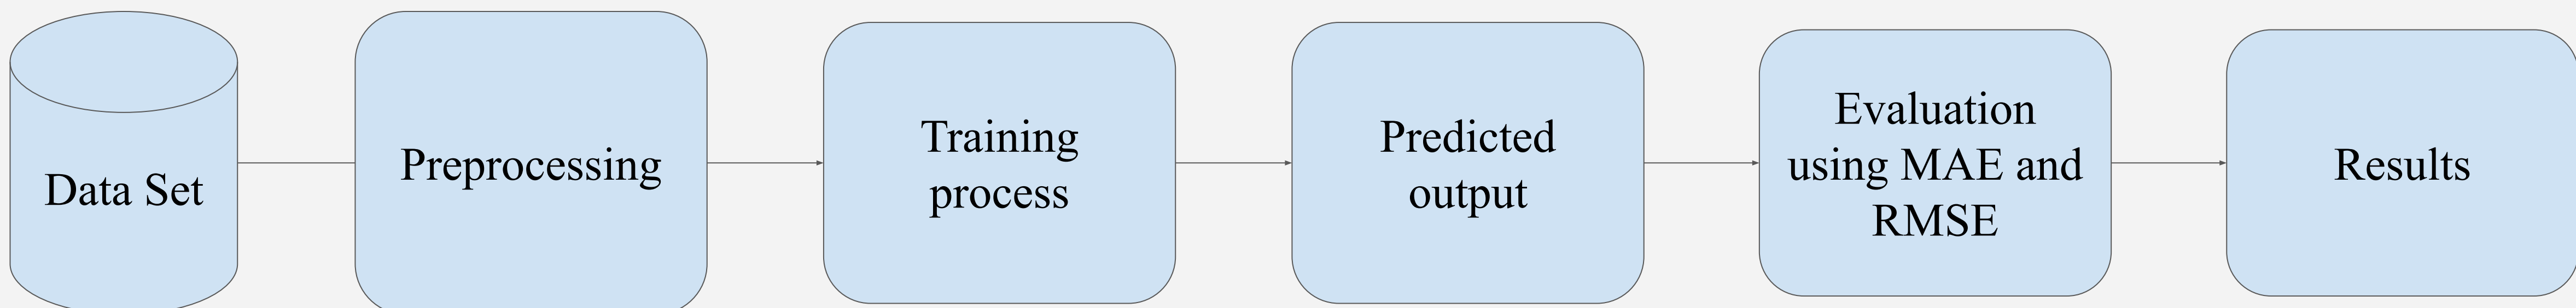 Data Set
Preprocessing
Training
process
Predicted
output
Evaluation
using MAE and
RMSE
Results